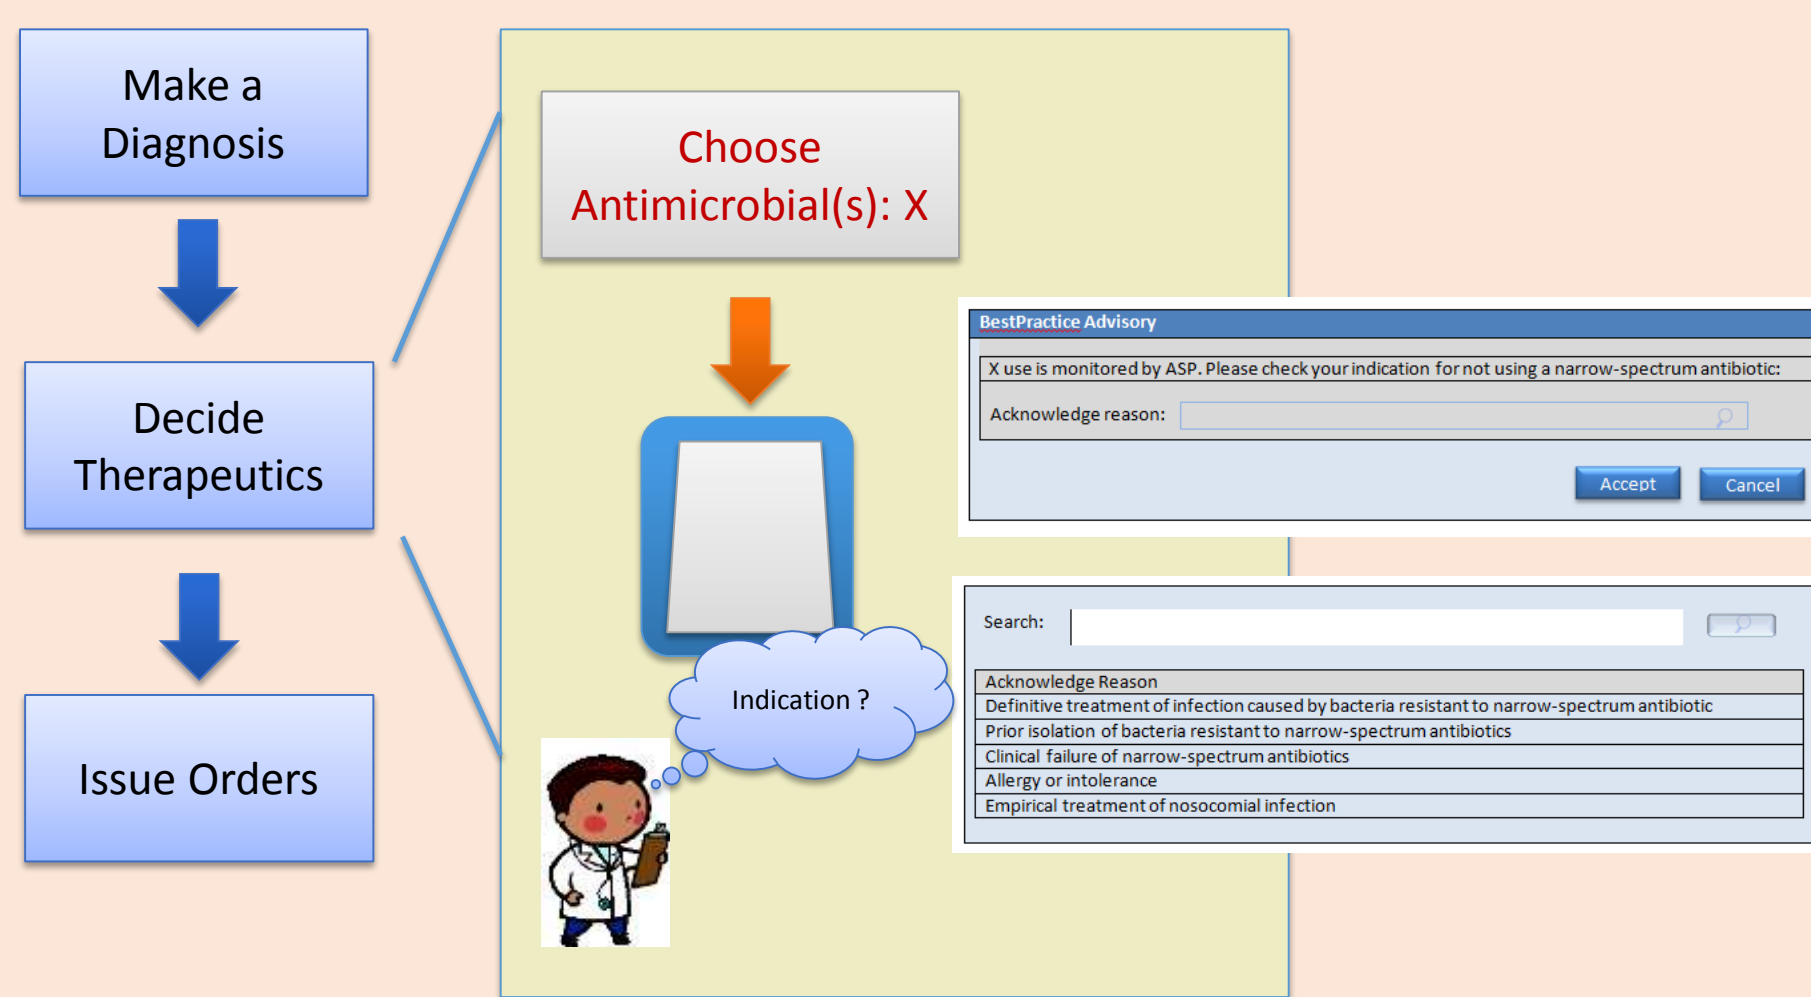 Make a
Diagnosis
Decide
Therapeutics
Issue Orders
Choose
Antimicrobial(s): X
Indication ?
BestPractice Advisory
X use is monitored by ASP. Please check your indication for not using a narrow-spectrum antibiotic:
Acknowledge reason:
Accept
Cancel
Search:
Acknowledge Reason
Definitive treatment of infection caused by bacteria resistant to narrow-spectrum antibiotic
Prior isolation of bacteria resistant to narrow-spectrum antibiotics
Clinical failure of narrow-spectrum antibiotics
Allergy or intolerance
Empirical treatment of nosocomial infection